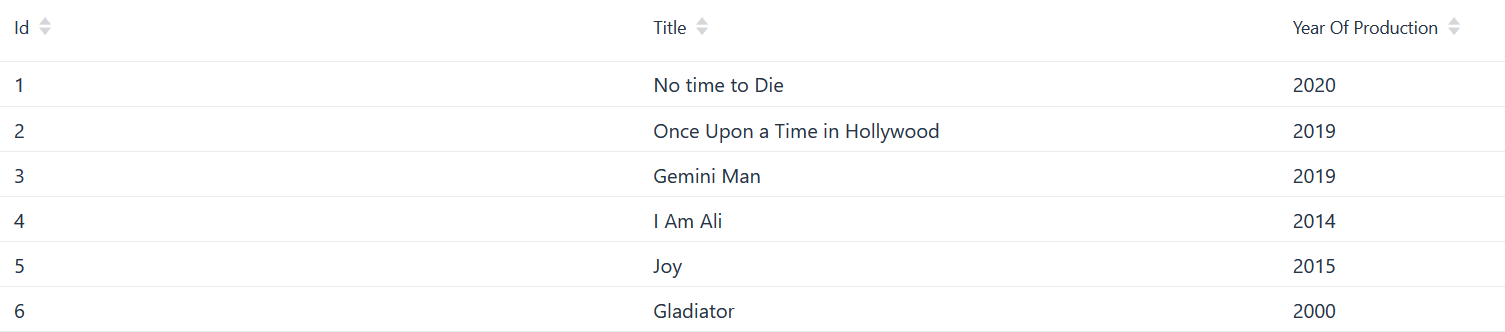 Id Title Year Of Production
1 No time to Die 2020
2 Once Upon a Time in Hollywood 2019
3 Gemini Man 2019
4 I Am Ali 2014
5 Joy 2015
6 Gladiator 2000